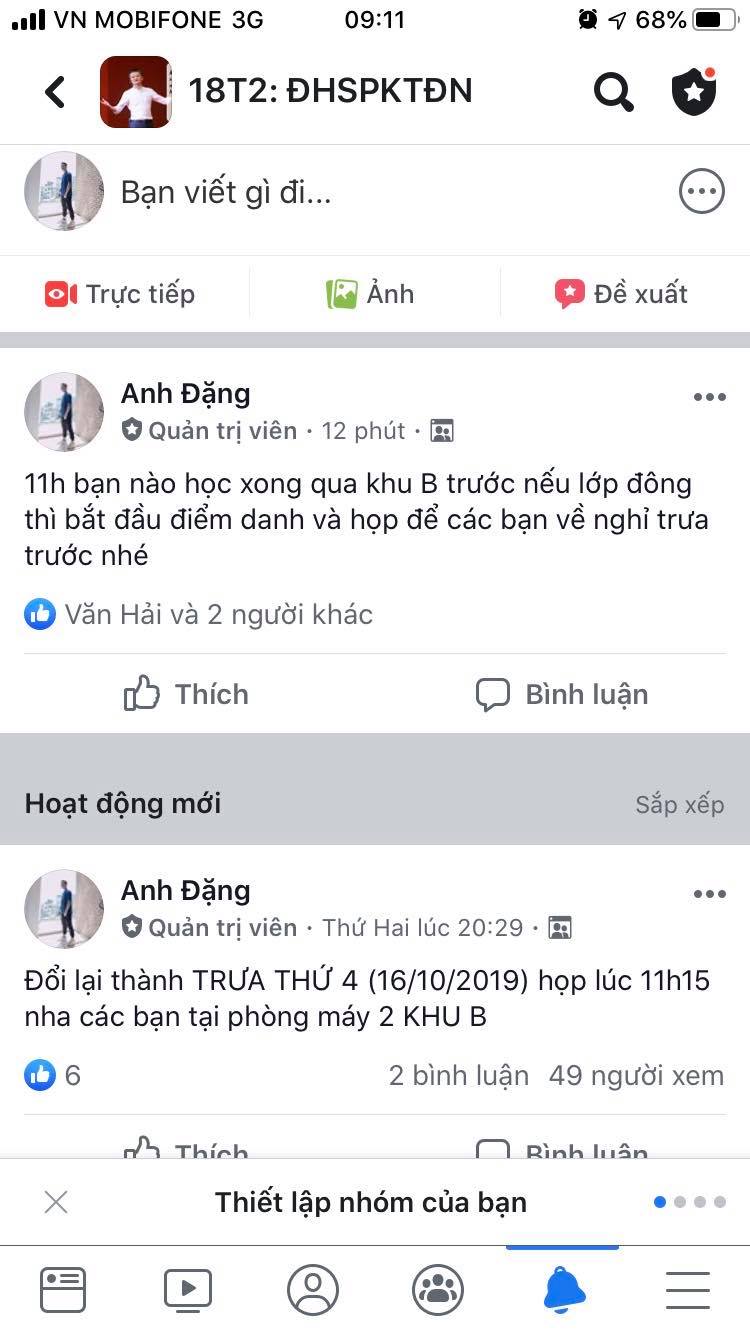 VN MOBIFONE 3G 09:11 68%
18T2: ĐHSPKTĐN
Bạn viết gì đi...
Trực tiếp Ảnh Đề xuất
Anh Đặng
Quản trị viên · 12 phút ·
11h bạn nào học xong qua khu B trước nếu lớp đông
thì bắt đầu điểm danh và họp để các bạn về nghỉ trưa
trước nhé
Văn Hải và 2 người khác
Thích Bình luận
Hoạt động mới Sắp xếp
Anh Đặng
Quản trị viên · Thứ Hai lúc 20:29 ·
Đổi lại thành TRƯA THỨ 4 (16/10/2019) họp lúc 11h15
nha các bạn tại phòng máy 2 KHU B
6 2 bình luận 49 người xem
Thích Bình luận
Thiết lập nhóm của bạn